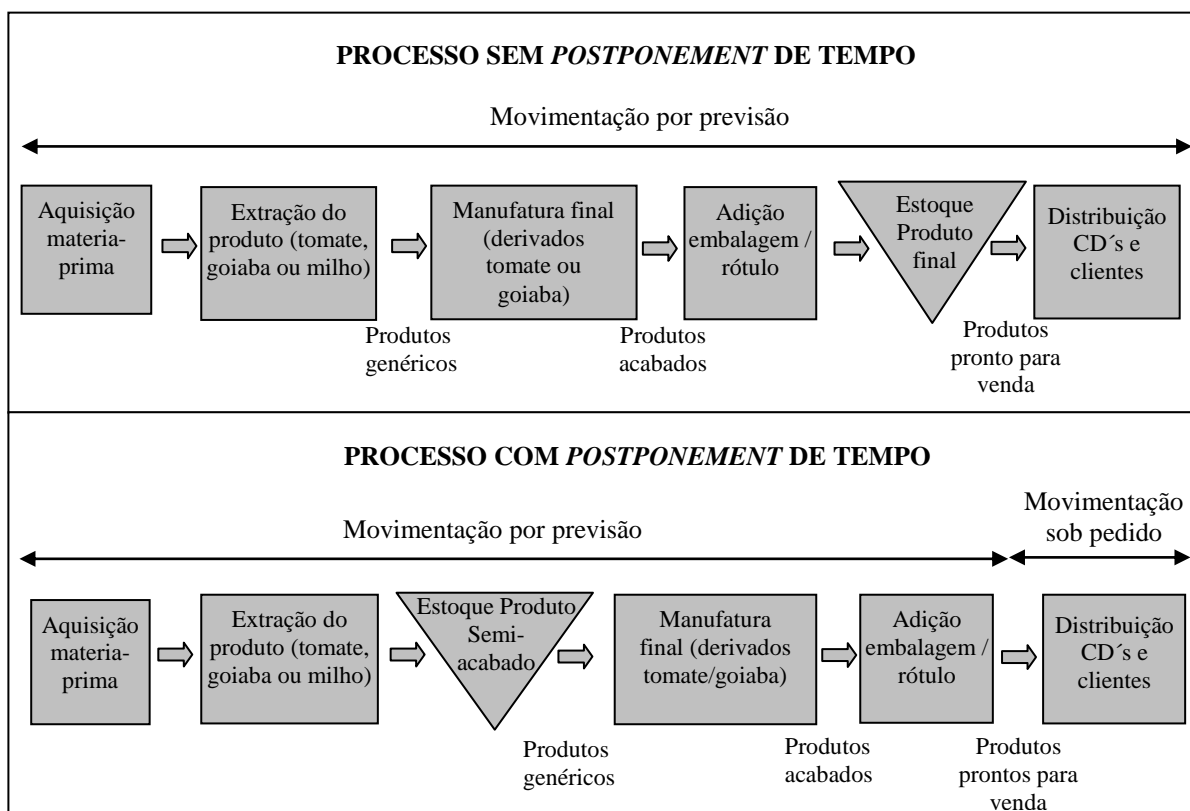 PROCESSO SEM POSTPONEMENT DE TEMPO
Movimentação por previsão
Aquisição
materia-
prima
Extração do
produto (tomate,
goiaba ou milho)
Manufatura final
(derivados
tomate ou
goiaba)
Adição
embalagem /
rótulo
Estoque
Produto
final
Distribuição
CD´s e
clientes
Produtos
genéricos
Produtos
acabados
Produtos
pronto para
venda
PROCESSO COM POSTPONEMENT DE TEMPO
Movimentação por previsão
Movimentação
sob pedido
Aquisição
materia-
prima
Extração do
produto (tomate,
goiaba ou milho)
Estoque Produto
Semi-
acabado
Manufatura
final (derivados
tomate/goiaba)
Adição
embalagem /
rótulo
Distribuição
CD´s e
clientes
Produtos
genéricos
Produtos
acabados
Produtos
prontos para
venda